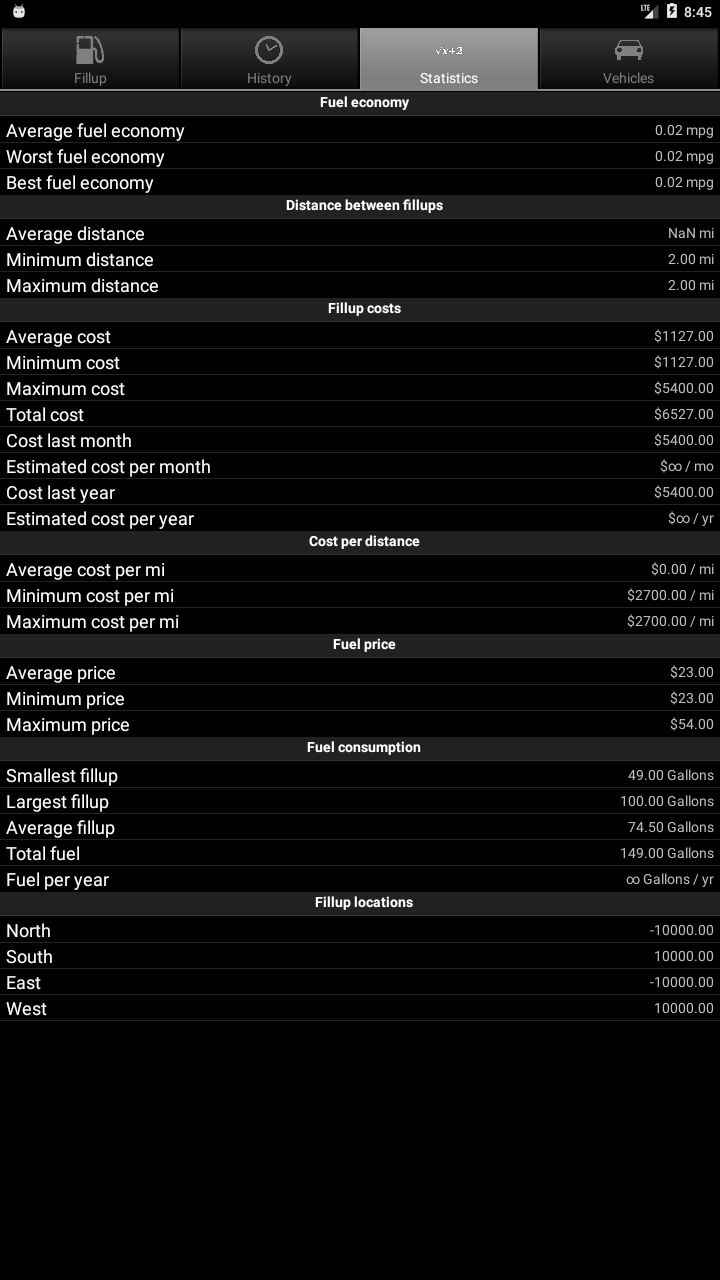 LTE 8:45
Fillup History √x+2 Statistics Vehicles
Fuel economy
Average fuel economy 0.02 mpg
Worst fuel economy 0.02 mpg
Best fuel economy 0.02 mpg
Distance between fillups
Average distance NaN mi
Minimum distance 2.00 mi
Maximum distance 2.00 mi
Fillup costs
Average cost $1127.00
Minimum cost $1127.00
Maximum cost $5400.00
Total cost $6527.00
Cost last month $5400.00
Estimated cost per month $∞ / mo
Cost last year $5400.00
Estimated cost per year $∞ / yr
Cost per distance
Average cost per mi $0.00 / mi
Minimum cost per mi $2700.00 / mi
Maximum cost per mi $2700.00 / mi
Fuel price
Average price $23.00
Minimum price $23.00
Maximum price $54.00
Fuel consumption
Smallest fillup 49.00 Gallons
Largest fillup 100.00 Gallons
Average fillup 74.50 Gallons
Total fuel 149.00 Gallons
Fuel per year ∞ Gallons / yr
Fillup locations
North -10000.00
South 10000.00
East -10000.00
West 10000.00